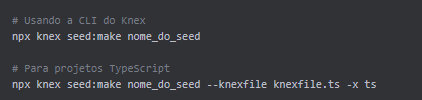 # Usando a CLI do Knex
npx knex seed:make nome_do_seed
# Para projetos TypeScript
npx knex seed:make nome_do_seed --knexfile knexfile.ts -x ts